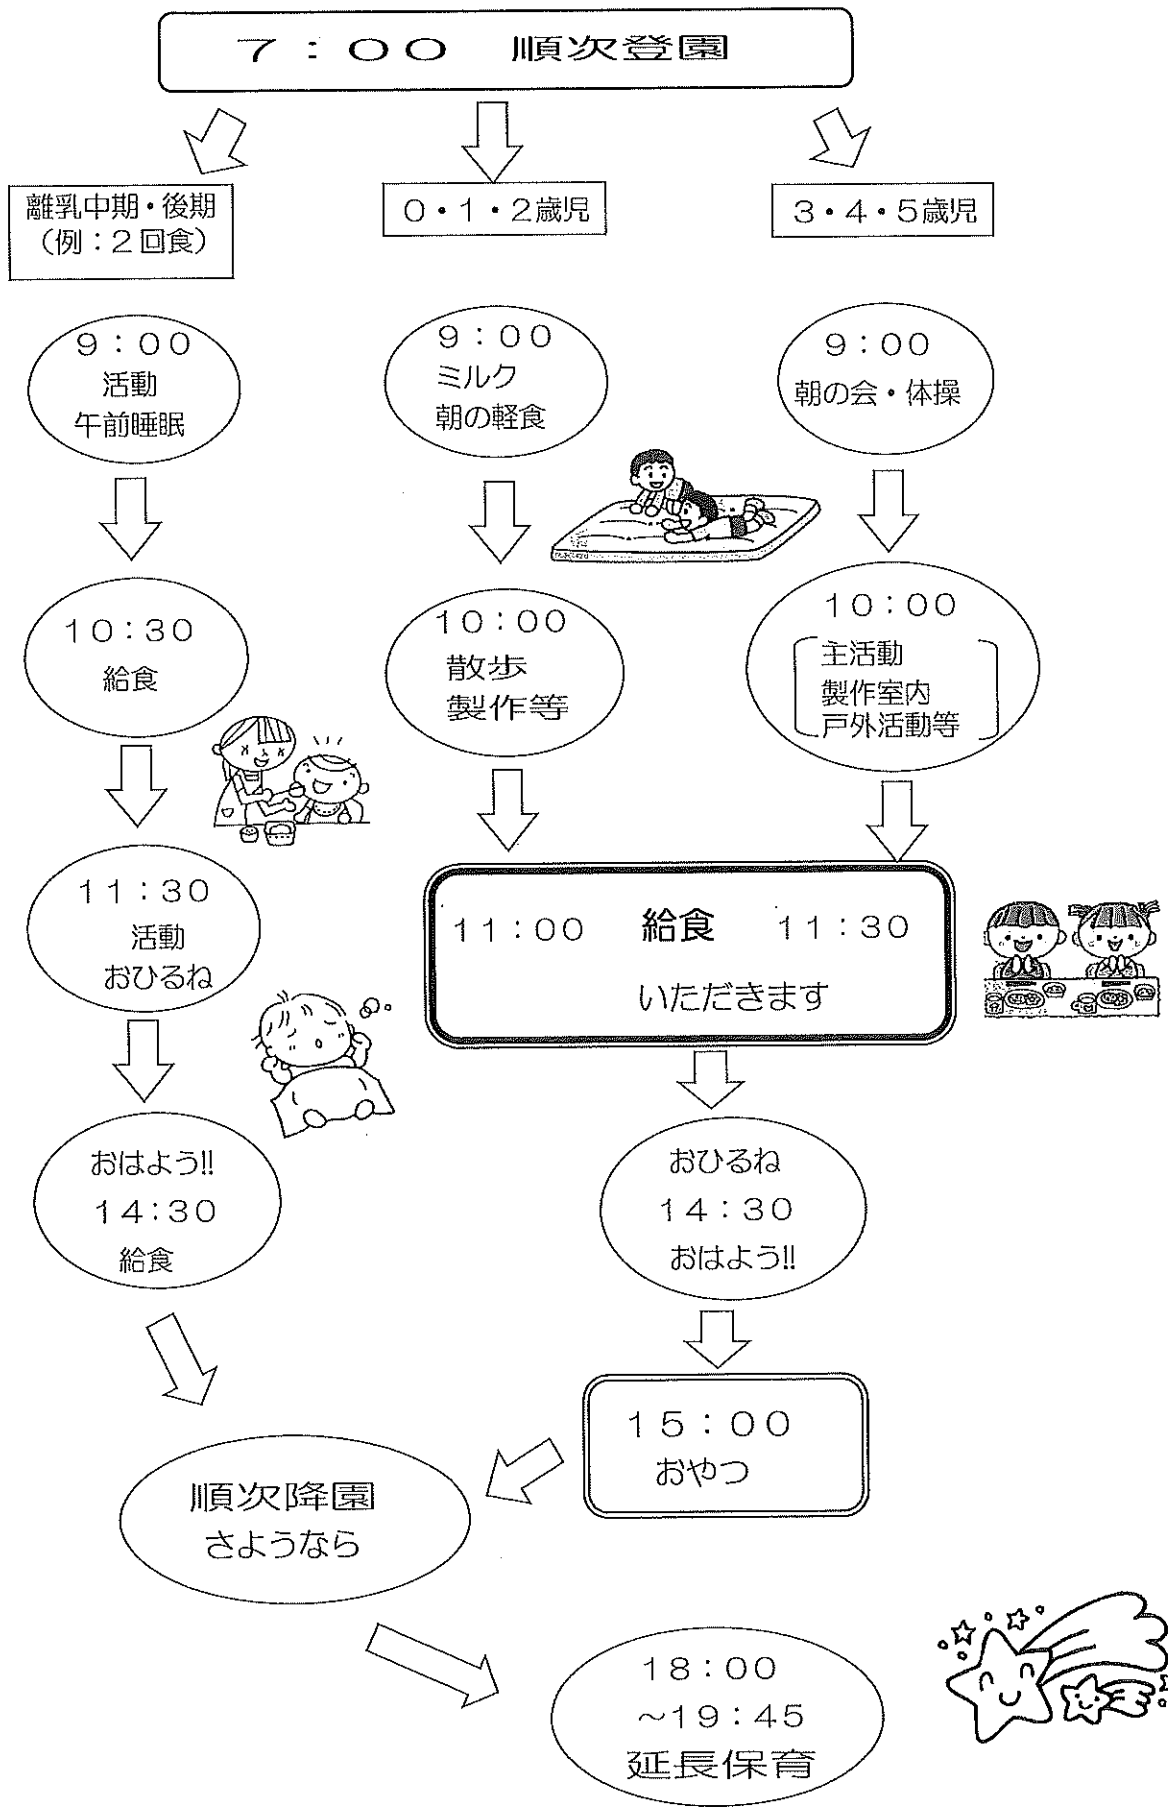 7：00　順次登園
離乳中期・後期
（例：2回食）
0・1・2歳児
3・4・5歳児
9：00
活動
午前睡眠
9：00
ミルク
朝の軽食
9：00
朝の会・体操
10：30
給食
10：00
散歩
製作等
10：00
主活動
製作室内
戸外活動等
11：30
活動
おひるね
11：00　給食　11：30
いただきます
おはよう!!
14：30
給食
おひるね
14：30
おはよう!!
15：00
おやつ
順次降園
さようなら
18：00
～19：45
延長保育